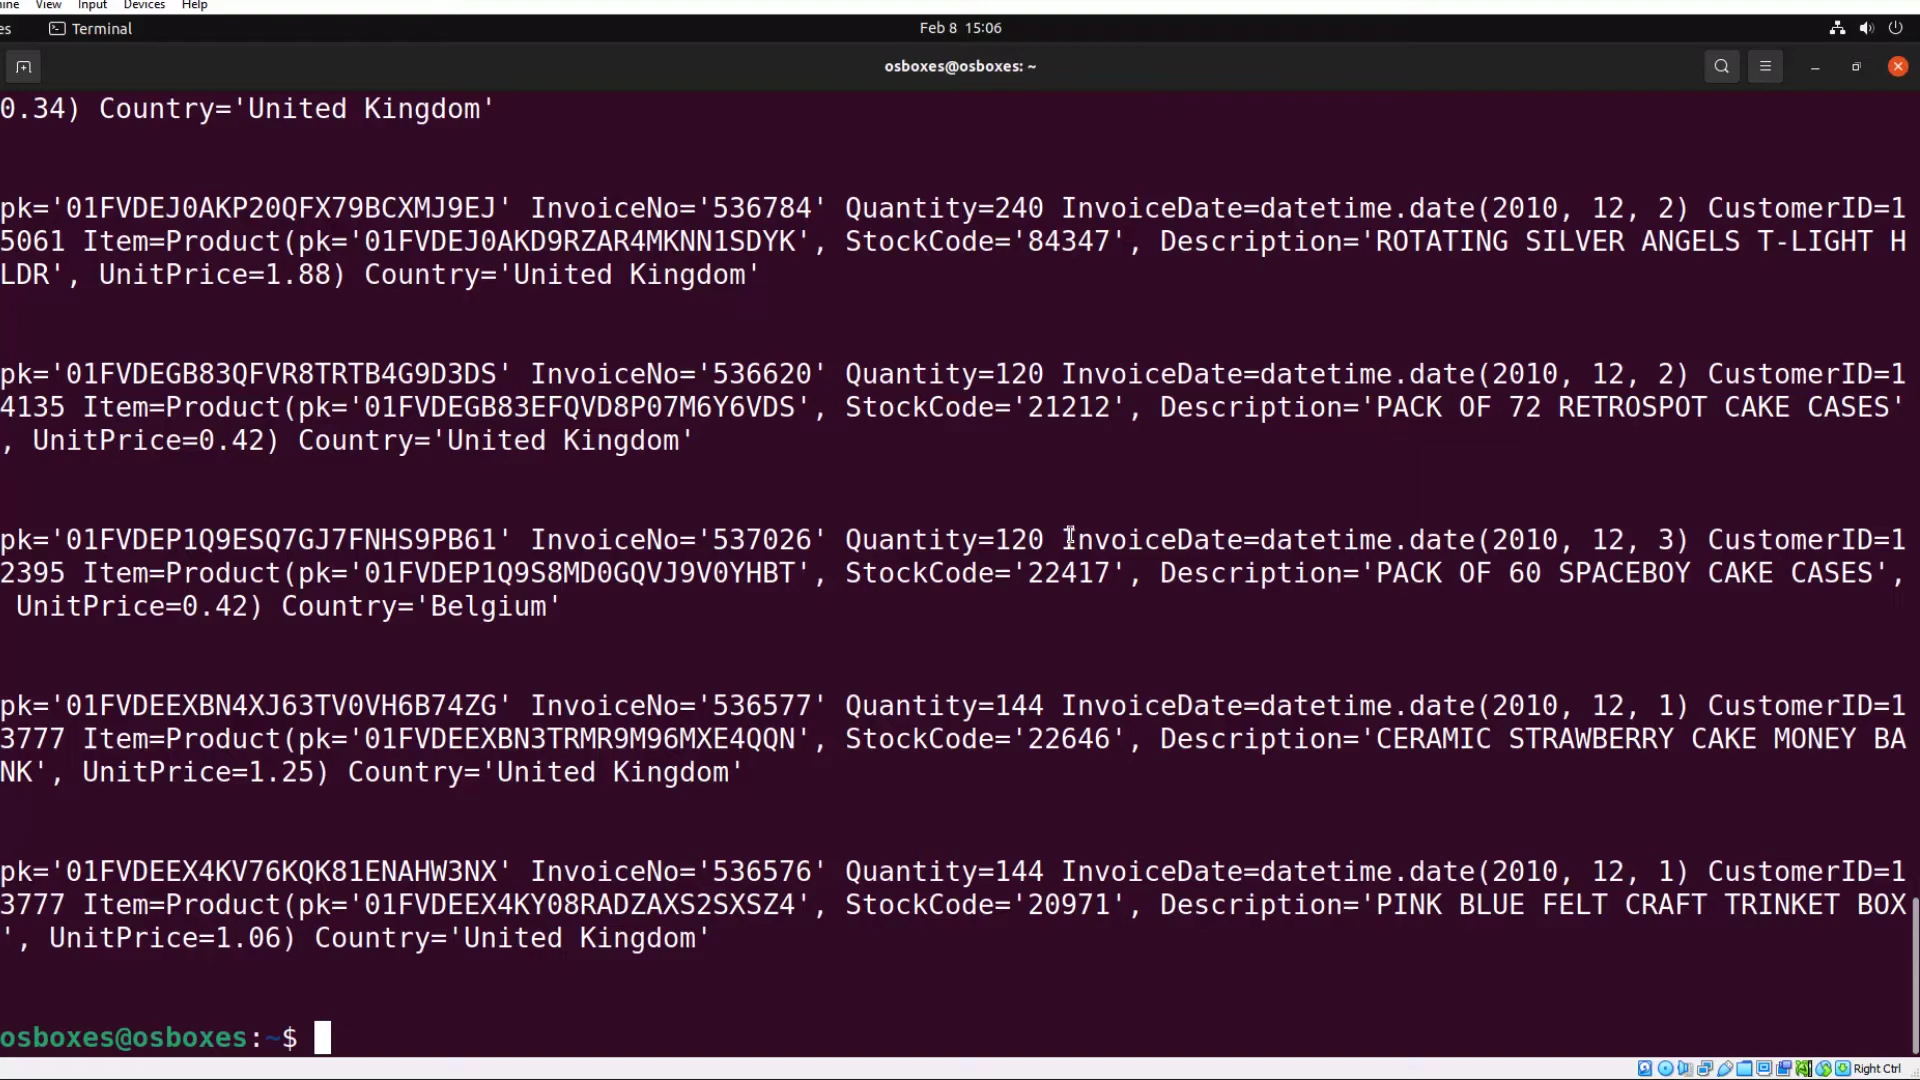 View Input Devices Help
Terminal
Feb 8 15:06
osboxes@osboxes: ~
0.34) Country='United Kingdom'
pk='01FVDEJ0AKP20QFX79BCXMJ9EJ' InvoiceNo='536784' Quantity=240 InvoiceDate=datetime.date(2010, 12, 2) CustomerID=1
5061 Item=Product(pk='01FVDEJ0AKD9RZAR4MKNN1SDYK', StockCode='84347', Description='ROTATING SILVER ANGELS T-LIGHT H
LDR', UnitPrice=1.88) Country='United Kingdom'
pk='01FVDEGB83QFVR8TRTB4G9D3DS' InvoiceNo='536620' Quantity=120 InvoiceDate=datetime.date(2010, 12, 2) CustomerID=1
4135 Item=Product(pk='01FVDEGB83EFQVD8P07M6Y6VDS', StockCode='21212', Description='PACK OF 72 RETROSPOT CAKE CASES'
, UnitPrice=0.42) Country='United Kingdom'
pk='01FVDEP1Q9ESQ7GJ7FNHS9PB61' InvoiceNo='537026' Quantity=120 InvoiceDate=datetime.date(2010, 12, 3) CustomerID=1
2395 Item=Product(pk='01FVDEP1Q9S8MD0GQVJ9V0YHBT', StockCode='22417', Description='PACK OF 60 SPACEBOY CAKE CASES',
UnitPrice=0.42) Country='Belgium'
pk='01FVDEEXBN4XJ63TV0VH6B74ZG' InvoiceNo='536577' Quantity=144 InvoiceDate=datetime.date(2010, 12, 1) CustomerID=1
3777 Item=Product(pk='01FVDEEXBN3TRMR9M96MXE4QQN', StockCode='22646', Description='CERAMIC STRAWBERRY CAKE MONEY BA
NK', UnitPrice=1.25) Country='United Kingdom'
pk='01FVDEEX4KV76KQK81ENAHW3NX' InvoiceNo='536576' Quantity=144 InvoiceDate=datetime.date(2010, 12, 1) CustomerID=1
3777 Item=Product(pk='01FVDEEX4KY08RADZAXS2SXSZ4', StockCode='20971', Description='PINK BLUE FELT CRAFT TRINKET BOX
', UnitPrice=1.06) Country='United Kingdom'
osboxes@osboxes:~$
Right Ctrl